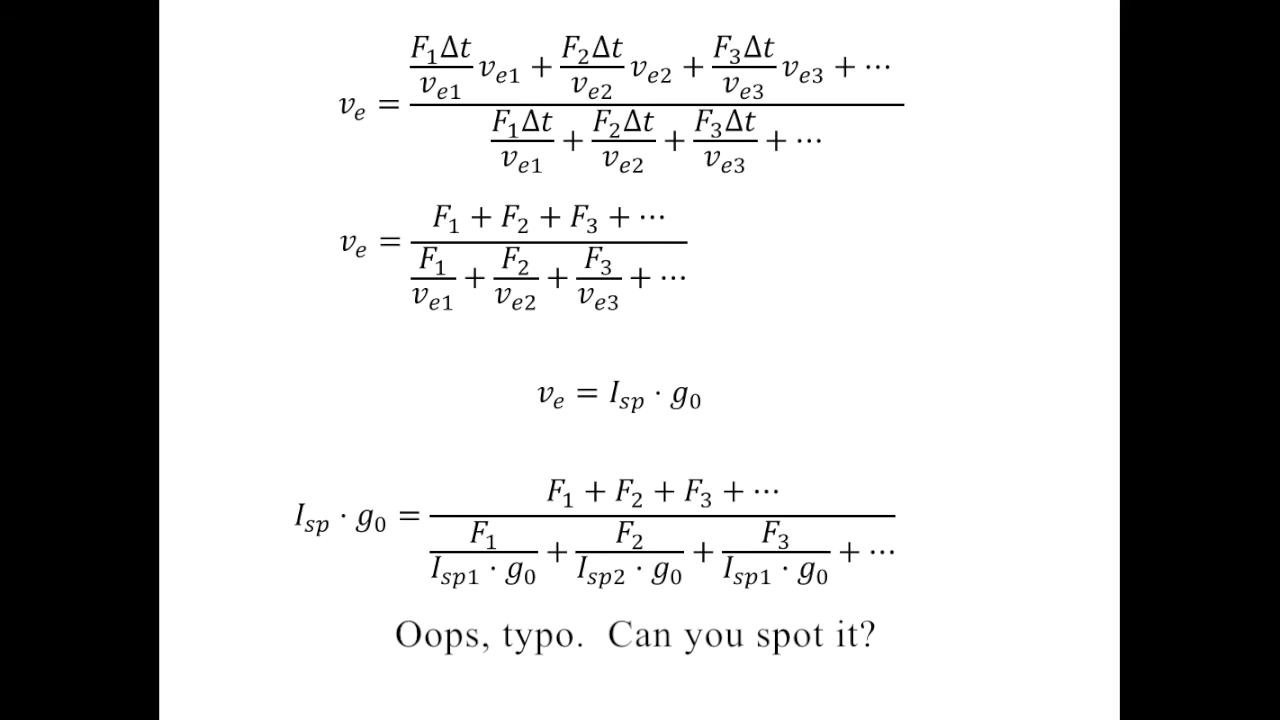 v_e = (F_1Δt/v_e1 v_e1 + F_2Δt/v_e2 v_e2 + F_3Δt/v_e3 v_e3 + ⋯) / (F_1Δt/v_e1 + F_2Δt/v_e2 + F_3Δt/v_e3 + ⋯)
v_e = (F_1 + F_2 + F_3 + ⋯) / (F_1/v_e1 + F_2/v_e2 + F_3/v_e3 + ⋯)
v_e = I_sp · g_0
I_sp · g_0 = (F_1 + F_2 + F_3 + ⋯) / (F_1/(I_sp1 · g_0) + F_2/(I_sp2 · g_0) + F_3/(I_sp1 · g_0) + ⋯)
Oops, typo. Can you spot it?